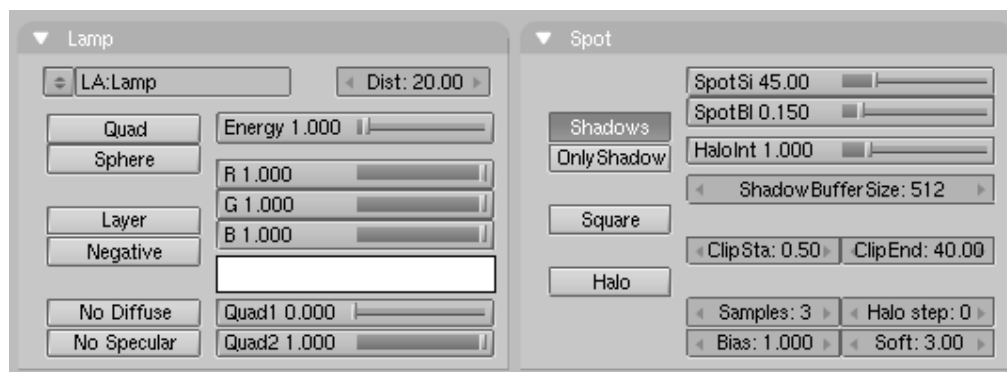 Lamp
LA:Lamp
Dist: 20.00
Quad
Sphere
Energy 1.000
R 1.000
G 1.000
B 1.000
Layer
Negative
No Diffuse
No Specular
Quad1 0.000
Quad2 1.000
Spot
SpotSi 45.00
SpotBl 0.150
Shadows
OnlyShadow
HaloInt 1.000
ShadowBufferSize: 512
Square
ClipSta: 0.50
ClipEnd: 40.00
Halo
Samples: 3
Halo step: 0
Bias: 1.000
Soft: 3.00